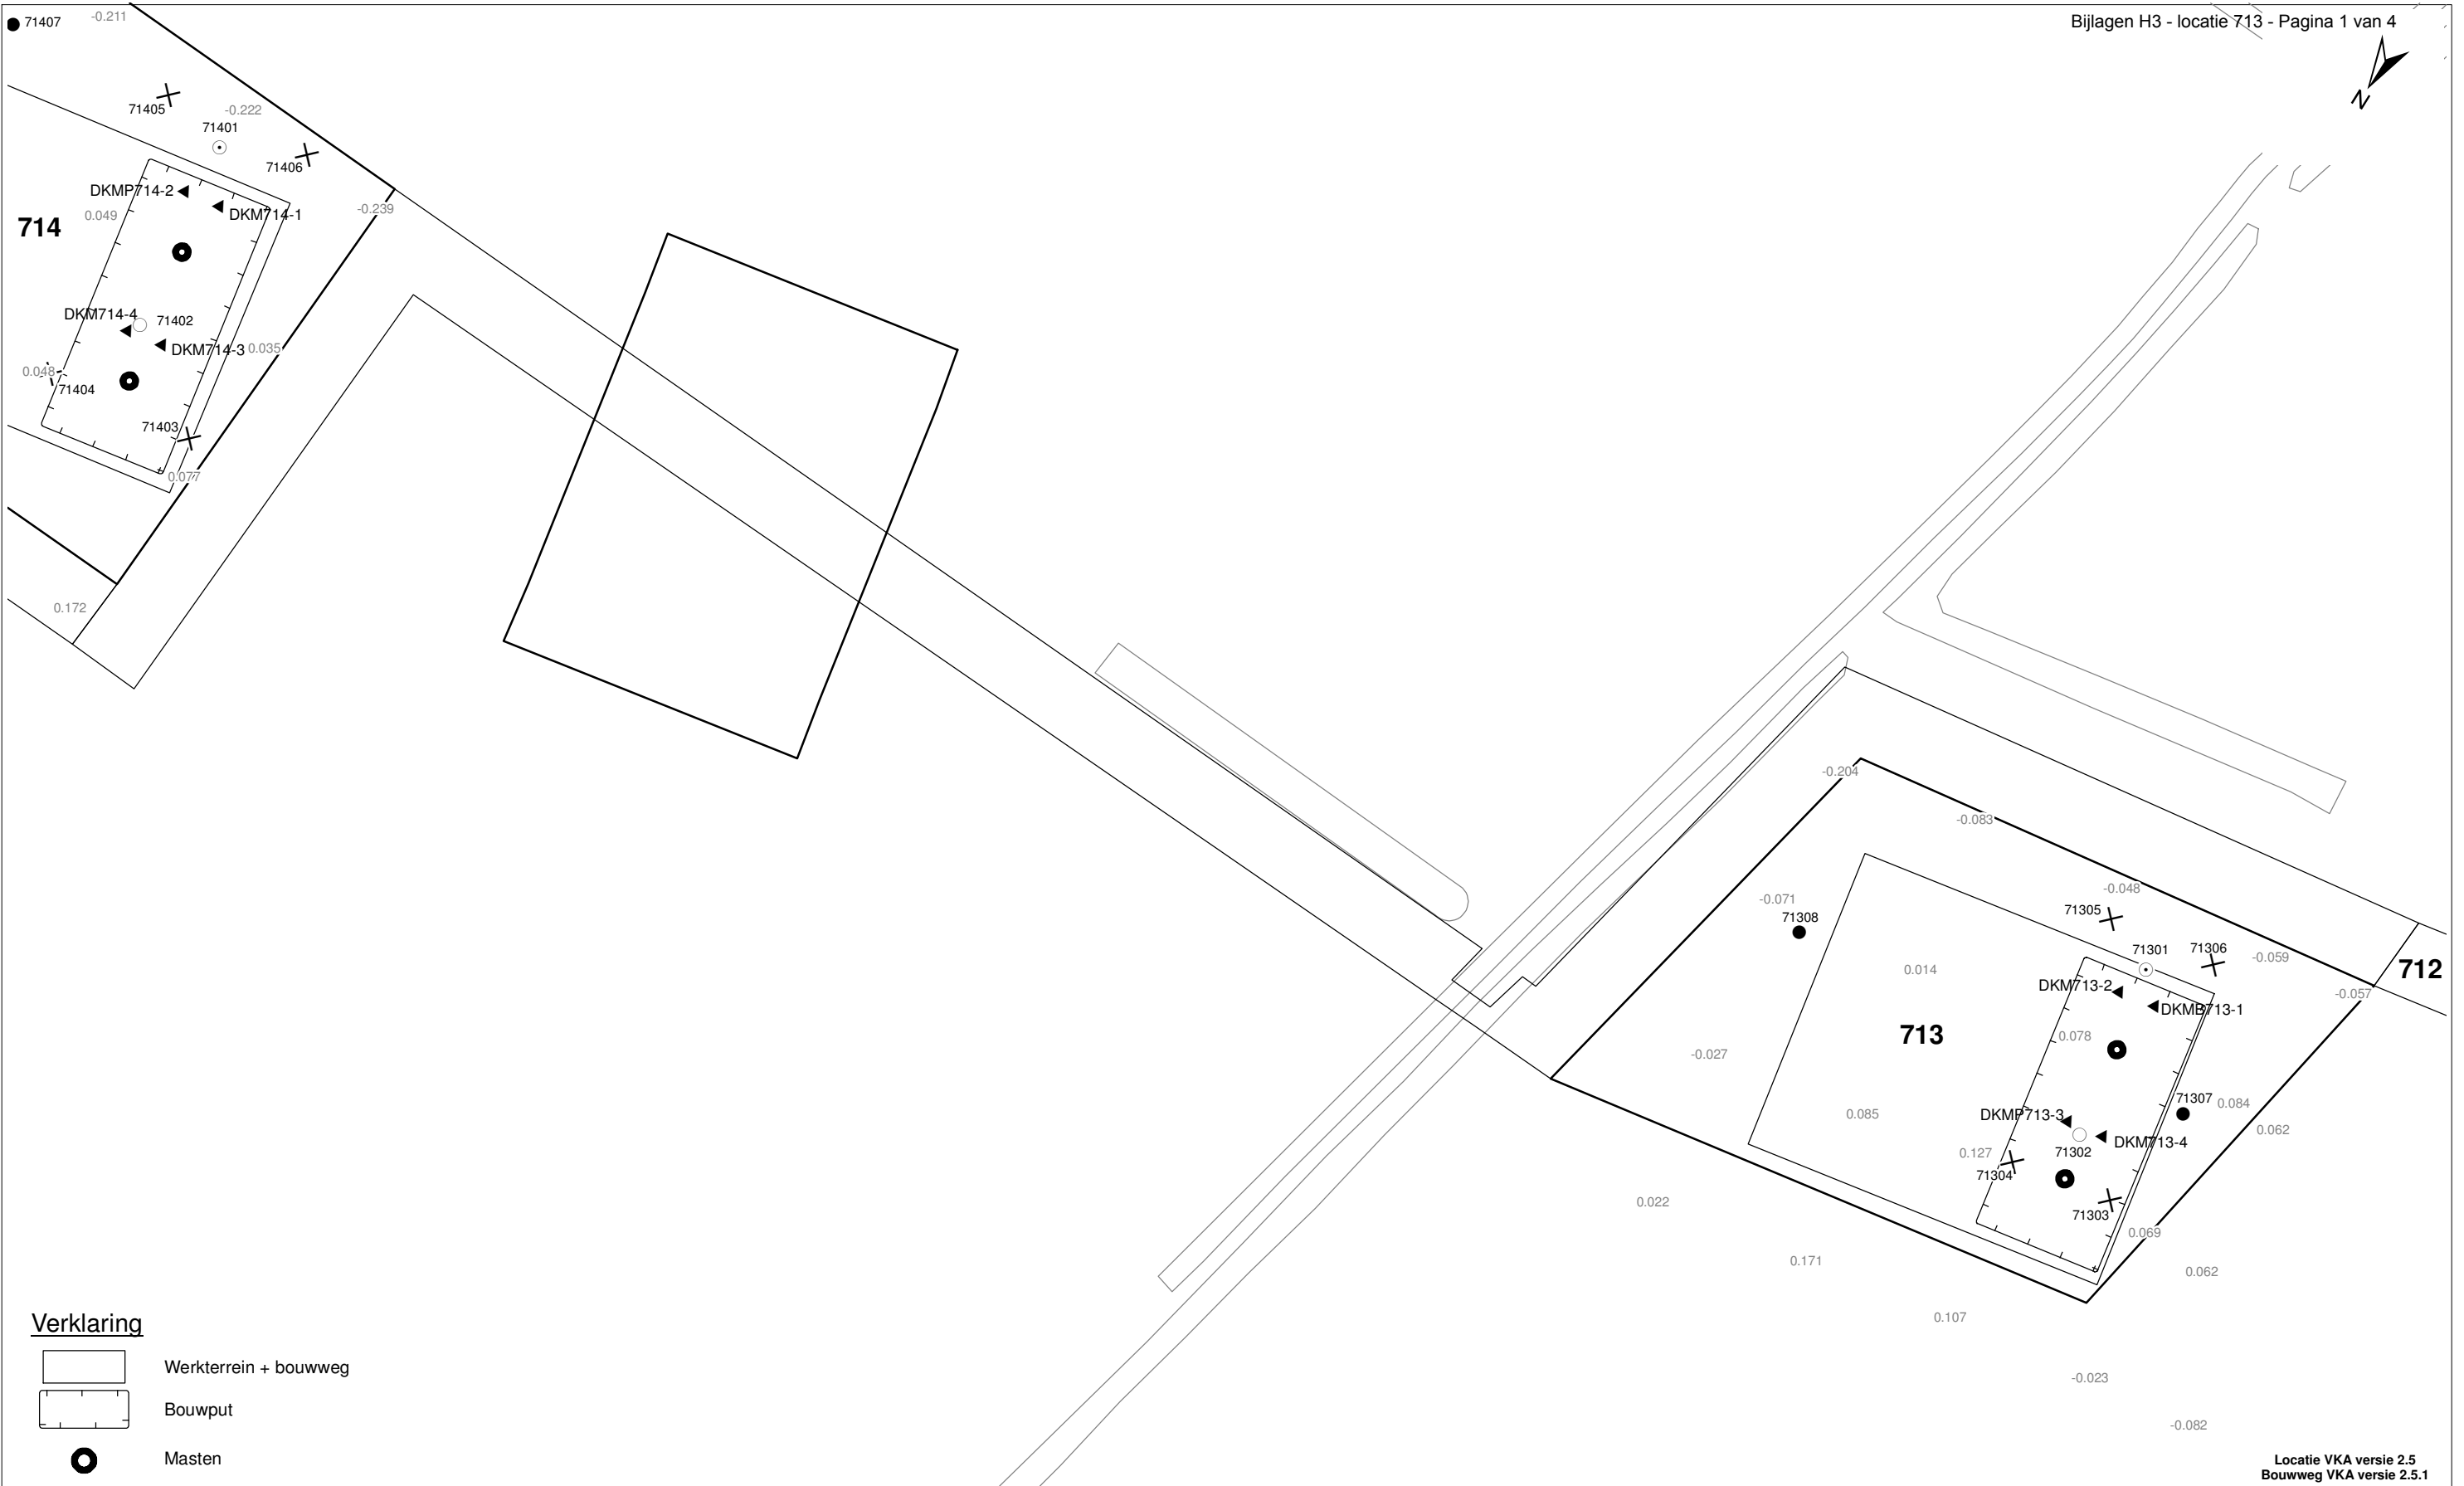 Bijlagen H3 - locatie 713 - Pagina 1 van 4
N
71407
-0.211
71405
-0.222
71401
71406
DKMP714-2
0.049
DKM714-1
-0.239
714
DKM714-4
71402
DKM714-3
0.035
0.048
71404
71403
0.077
0.172
-0.204
-0.083
-0.048
-0.071
71308
71305
71301
71306
-0.059
0.014
712
DKM713-2
-0.057
DKMB713-1
713
0.078
-0.027
71307
0.084
0.085
DKMP713-3
0.062
DKM713-4
0.127
71302
71304
0.022
71303
0.069
0.171
0.062
0.107
-0.023
-0.082
Verklaring
Werkterrein + bouwweg
Bouwput
Masten
Locatie VKA versie 2.5
Bouwweg VKA versie 2.5.1